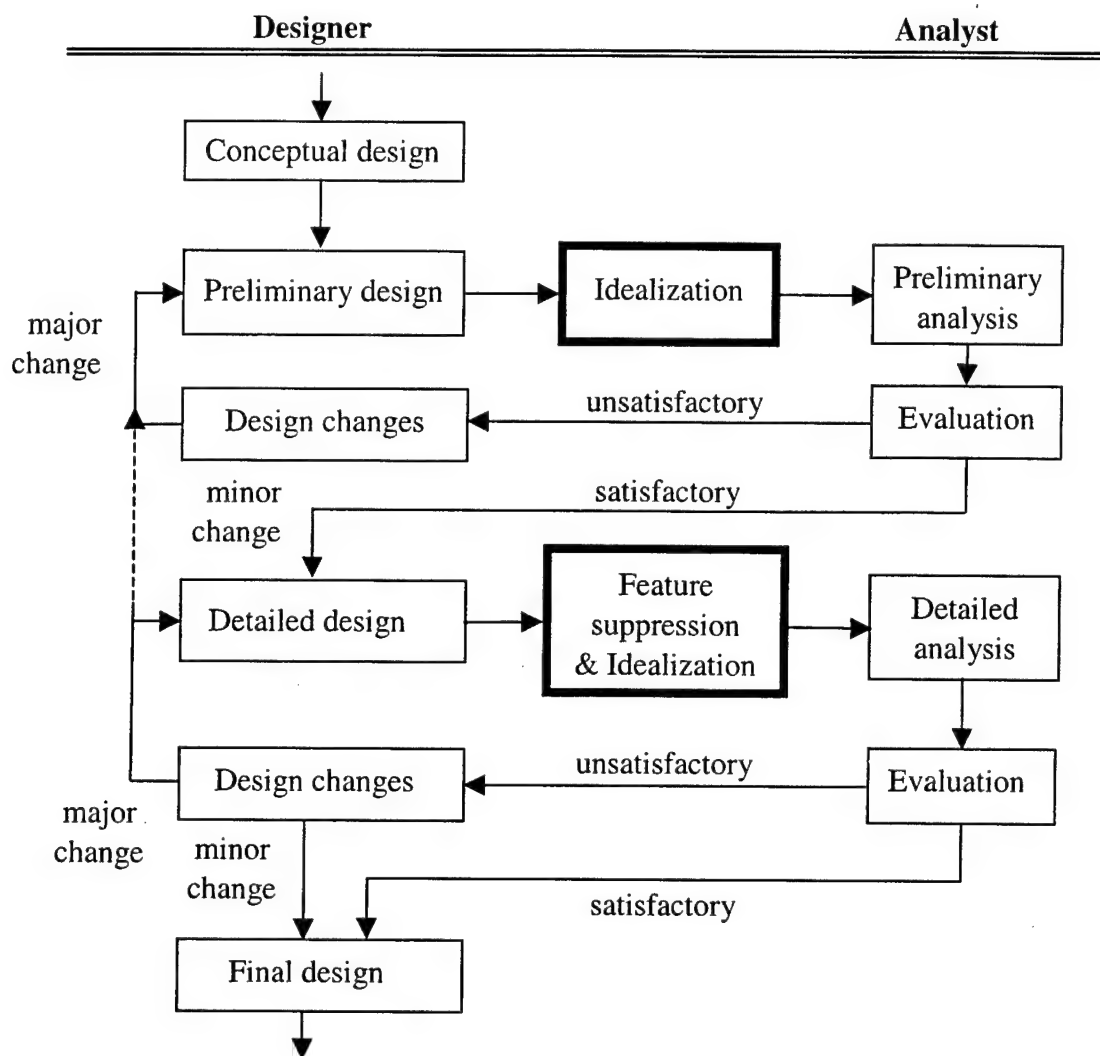 Designer
Analyst
Conceptual design
Preliminary design
Idealization
Preliminary
analysis
major
change
Design changes
unsatisfactory
Evaluation
minor
change
satisfactory
Detailed design
Feature
suppression
& Idealization
Detailed
analysis
Design changes
unsatisfactory
Evaluation
major
change
minor
change
satisfactory
Final design